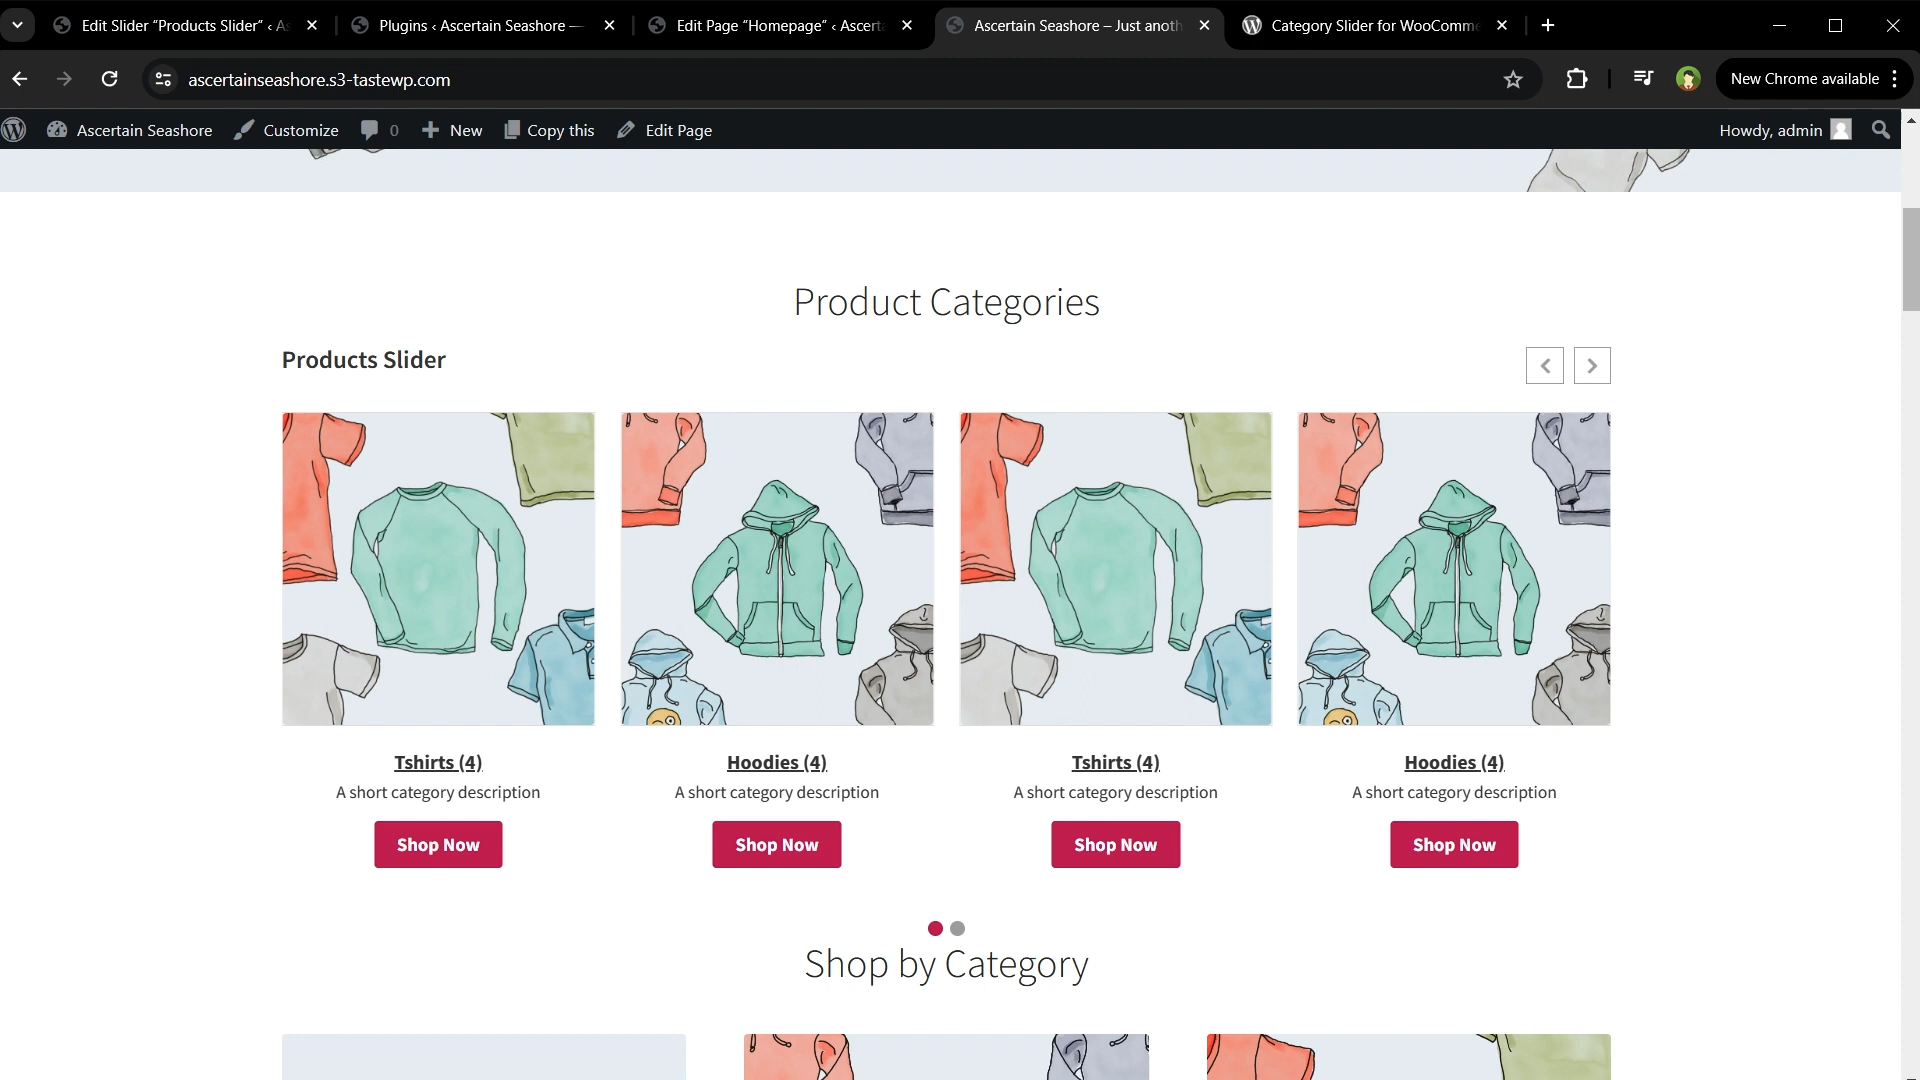 Edit Slider “Products Slider” ‹ As
Plugins ‹ Ascertain Seashore —
Edit Page “Homepage” ‹ Ascerta
Ascertain Seashore – Just anoth
Category Slider for WooComme
ascertainseashore.s3-tastewp.com
New Chrome available
Ascertain Seashore
Customize
0
New
Copy this
Edit Page
Howdy, admin
Product Categories
Products Slider
Tshirts (4)
Hoodies (4)
Tshirts (4)
Hoodies (4)
A short category description
A short category description
A short category description
A short category description
Shop Now
Shop Now
Shop Now
Shop Now
Shop by Category